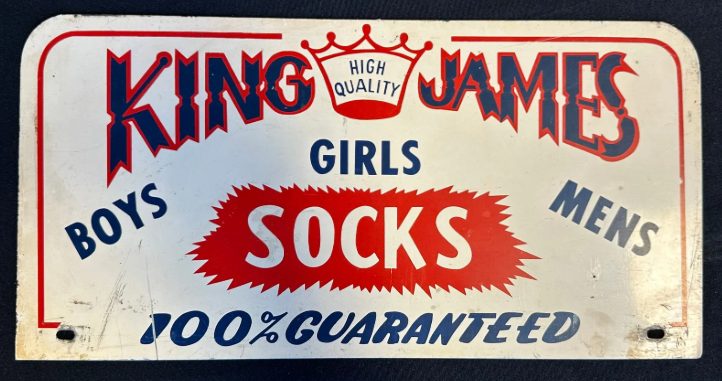 KING JAMES
HIGH
QUALITY
GIRLS
BOYS
MENS
SOCKS
100% GUARANTEED